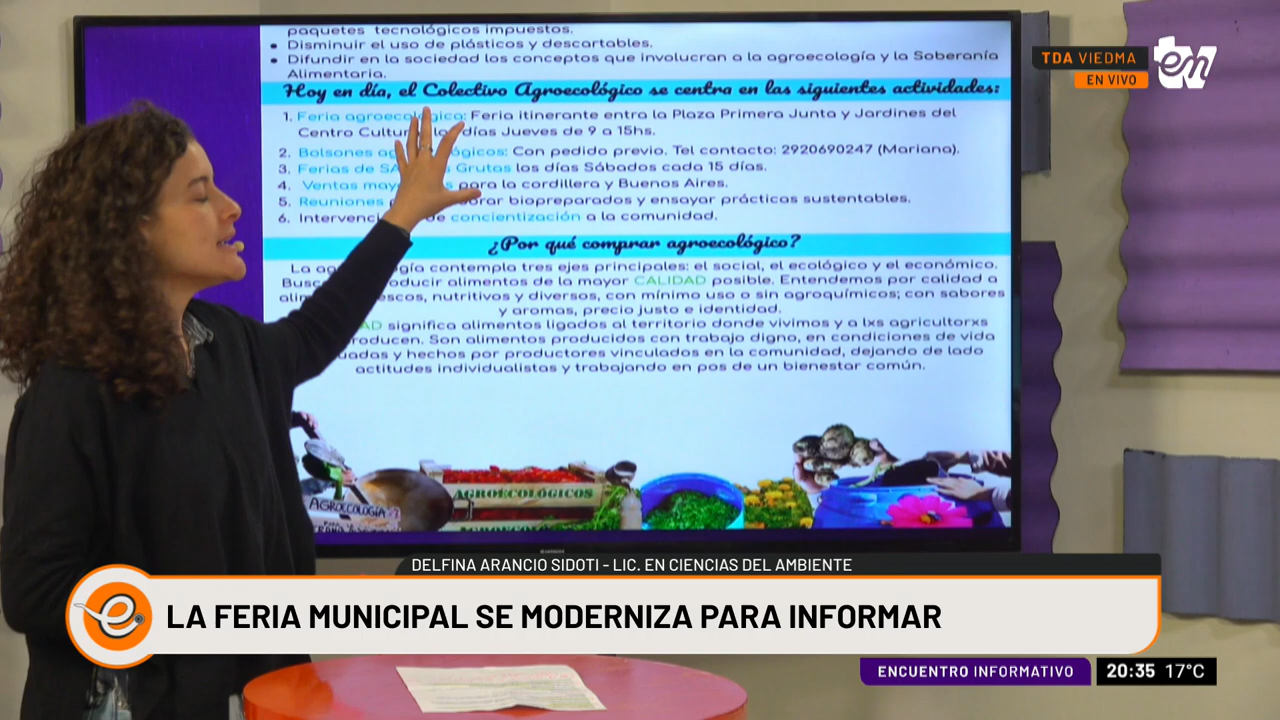 paquetes tecnológicos impuestos.
• Disminuir el uso de plásticos y descartables.
• Difundir en la sociedad los conceptos que involucran a la agroecología y la Soberanía
Alimentaria.
Hoy en día, el Colectivo Agroecológico se centra en las siguientes actividades:
1. Feria agroecológica: Feria itinerante entra la Plaza Primera Junta y Jardines del
Centro Cultur días Jueves de 9 a 15hs.
2. Bolsones ag ógicos: Con pedido previo. Tel contacto: 2920690247 (Mariana).
3. Ferias de SA Grutas los días Sábados cada 15 días.
4. Ventas may para la cordillera y Buenos Aires.
5. Reuniones orar biopreparados y ensayar prácticas sustentables.
6. Intervenci de concientización a la comunidad.
¿Por qué comprar agroecológico?
La ag gía contempla tres ejes principales: el social, el ecológico y el económico.
Busc oducir alimentos de la mayor CALIDAD posible. Entendemos por calidad a
alim escos, nutritivos y diversos, con mínimo uso o sin agroquímicos; con sabores
y aromas, precio justo e identidad.
AD significa alimentos ligados al territorio donde vivimos y a lxs agricultorxs
roducen. Son alimentos producidos con trabajo digno, en condiciones de vida
uadas y hechos por productores vinculados en la comunidad, dejando de lado
actitudes individualistas y trabajando en pos de un bienestar común.
AGROECOLÓGICOS
AGROECOLOGÍA
TDA VIEDMA
EN VIVO
en
DELFINA ARANCIO SIDOTI - LIC. EN CIENCIAS DEL AMBIENTE
e
LA FERIA MUNICIPAL SE MODERNIZA PARA INFORMAR
ENCUENTRO INFORMATIVO
20:35 17°C